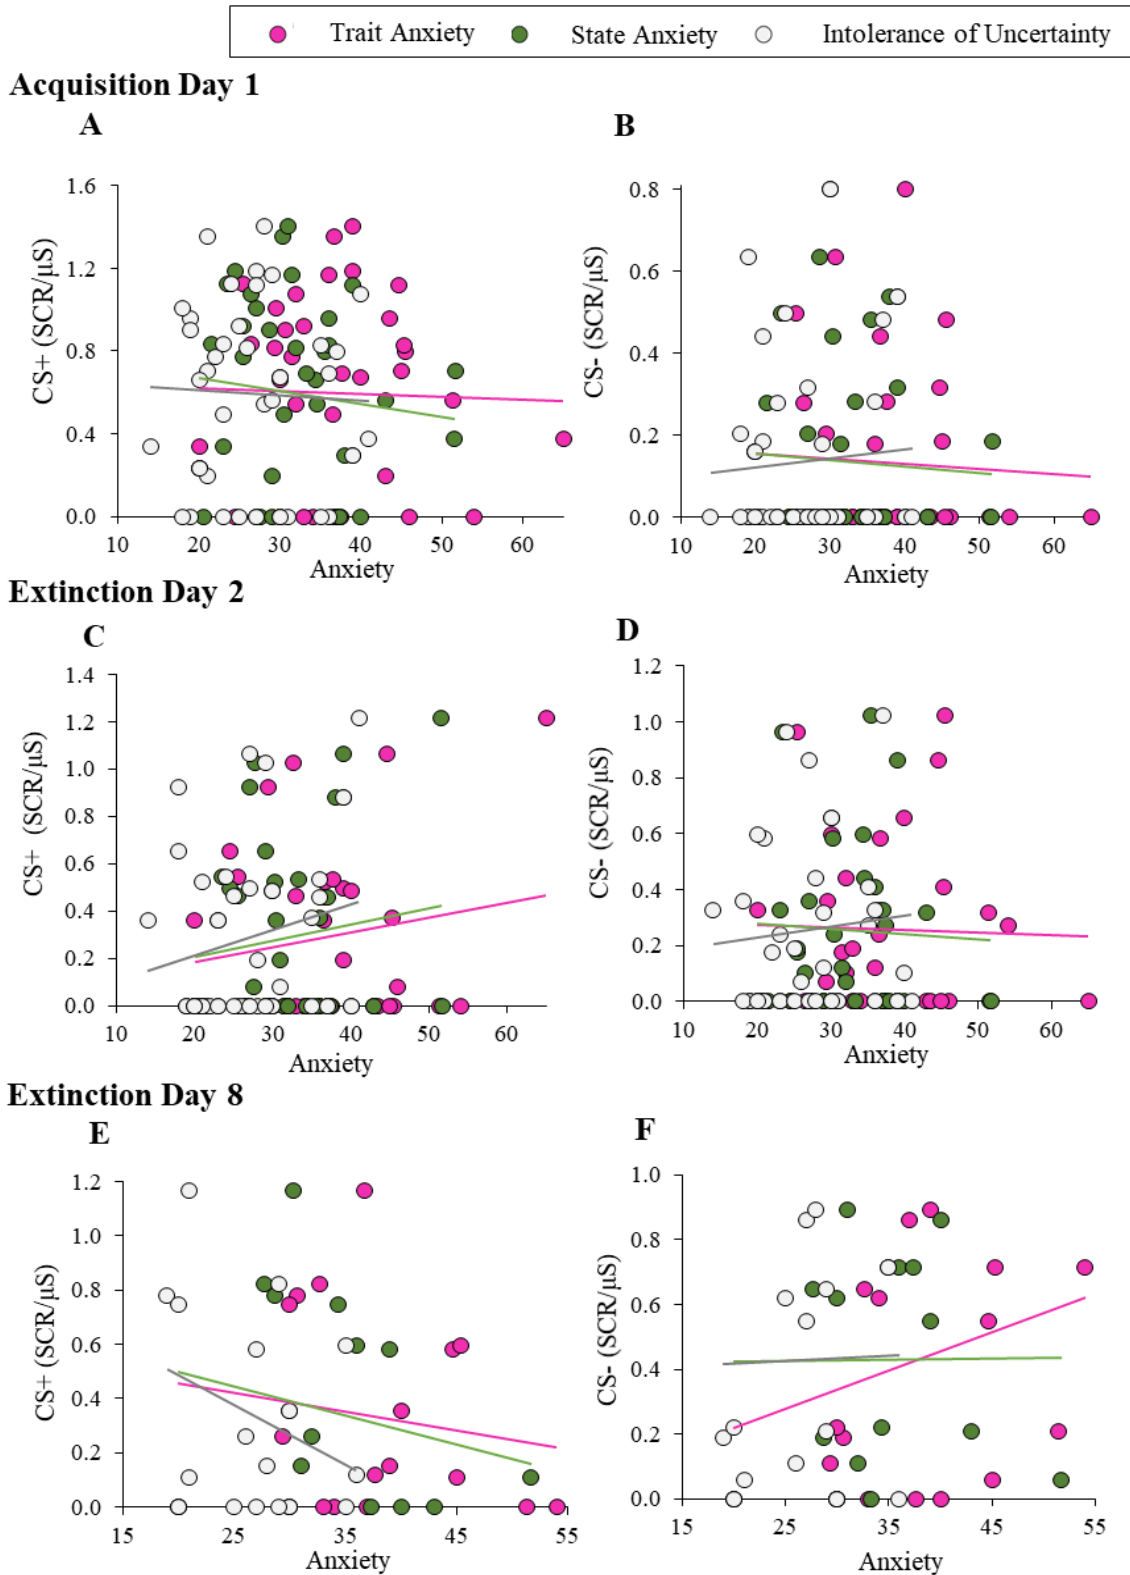 Trait Anxiety State Anxiety Intolerance of Uncertainty
Acquisition Day 1
A
CS+ (SCR/μS)
1.6
1.2
0.8
0.4
0.0
10 20 30 40 50 60
Anxiety
B
CS- (SCR/μS)
0.8
0.6
0.4
0.2
0.0
10 20 30 40 50 60
Anxiety
Extinction Day 2
C
CS+ (SCR/μS)
1.4
1.2
1.0
0.8
0.6
0.4
0.2
0.0
10 20 30 40 50 60
Anxiety
D
CS- (SCR/μS)
1.2
1.0
0.8
0.6
0.4
0.2
0.0
10 20 30 40 50 60
Anxiety
Extinction Day 8
E
CS+ (SCR/μS)
1.2
1.0
0.8
0.6
0.4
0.2
0.0
15 25 35 45 55
Anxiety
F
CS- (SCR/μS)
1.0
0.8
0.6
0.4
0.2
0.0
15 25 35 45 55
Anxiety